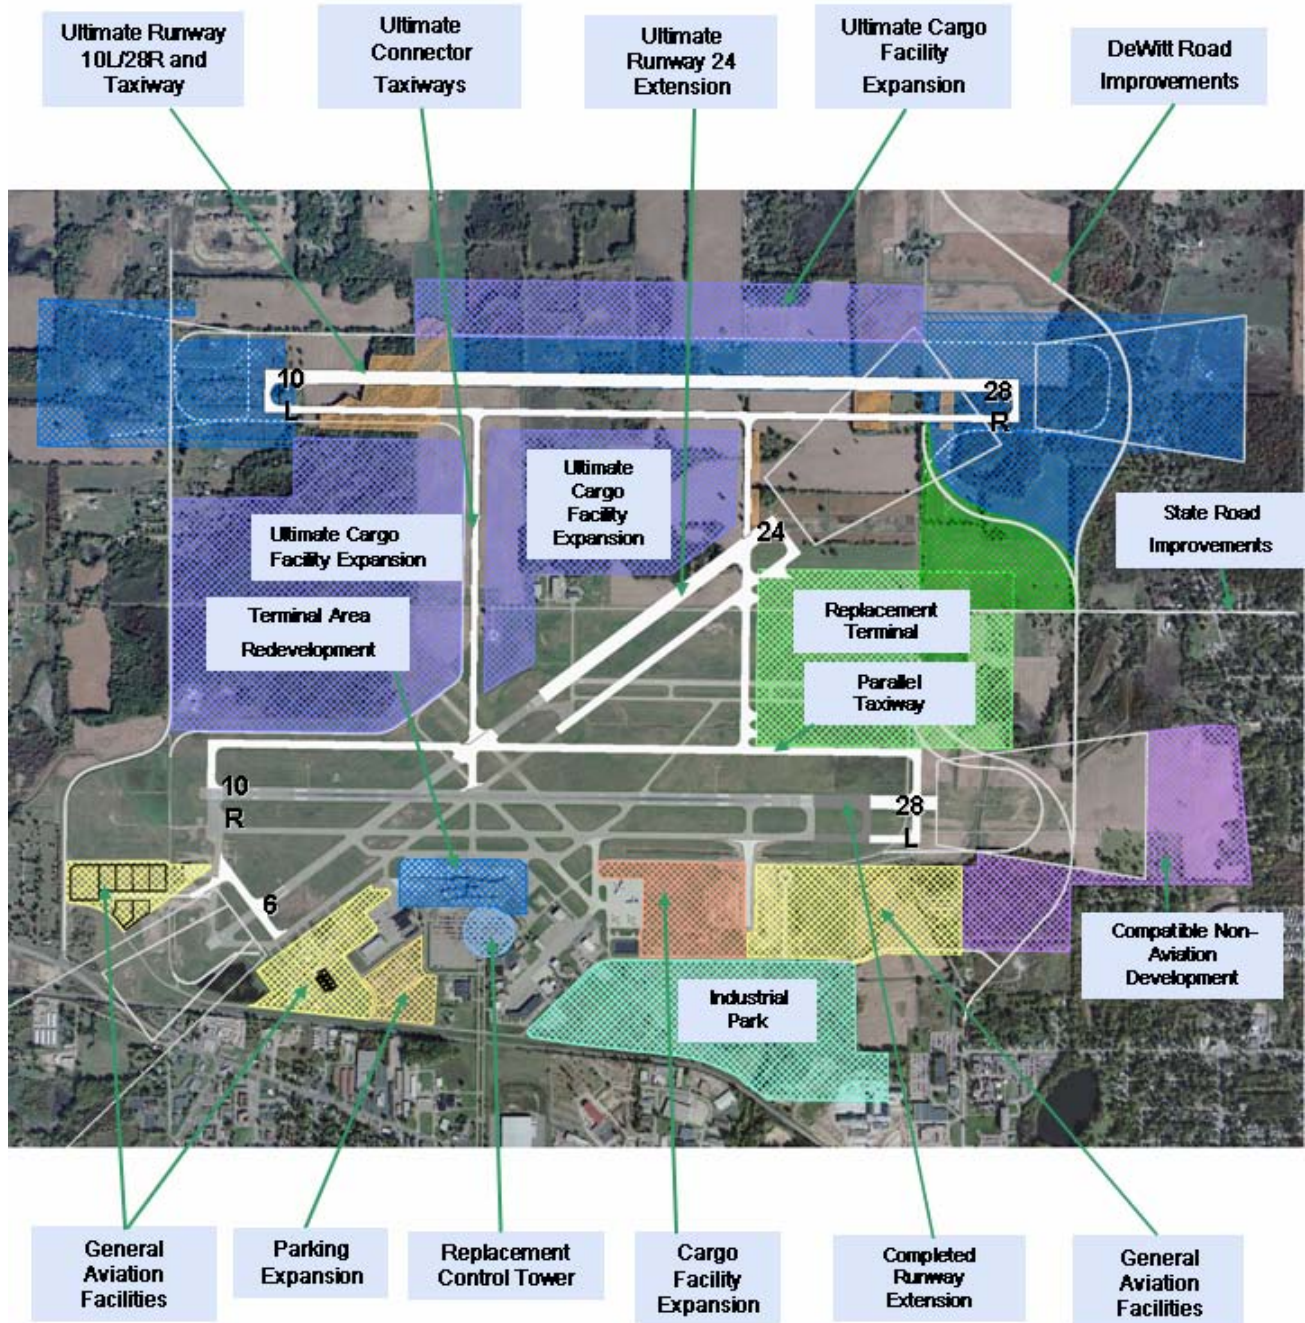 Ultimate Runway
10L/28R and
Taxiway
Ultimate
Connector
Taxiways
Ultimate
Runway 24
Extension
Ultimate Cargo
Facility
Expansion
DeWitt Road
Improvements
10
L
28
R
Ultimate
Cargo
Facility
Expansion
Ultimate Cargo
Facility Expansion
24
State Road
Improvements
Terminal Area
Redevelopment
Replacement
Terminal
Parallel
Taxiway
10
R
28
L
6
Compatible Non-
Aviation
Development
Industrial
Park
General
Aviation
Facilities
Parking
Expansion
Replacement
Control Tower
Cargo
Facility
Expansion
Completed
Runway
Extension
General
Aviation
Facilities